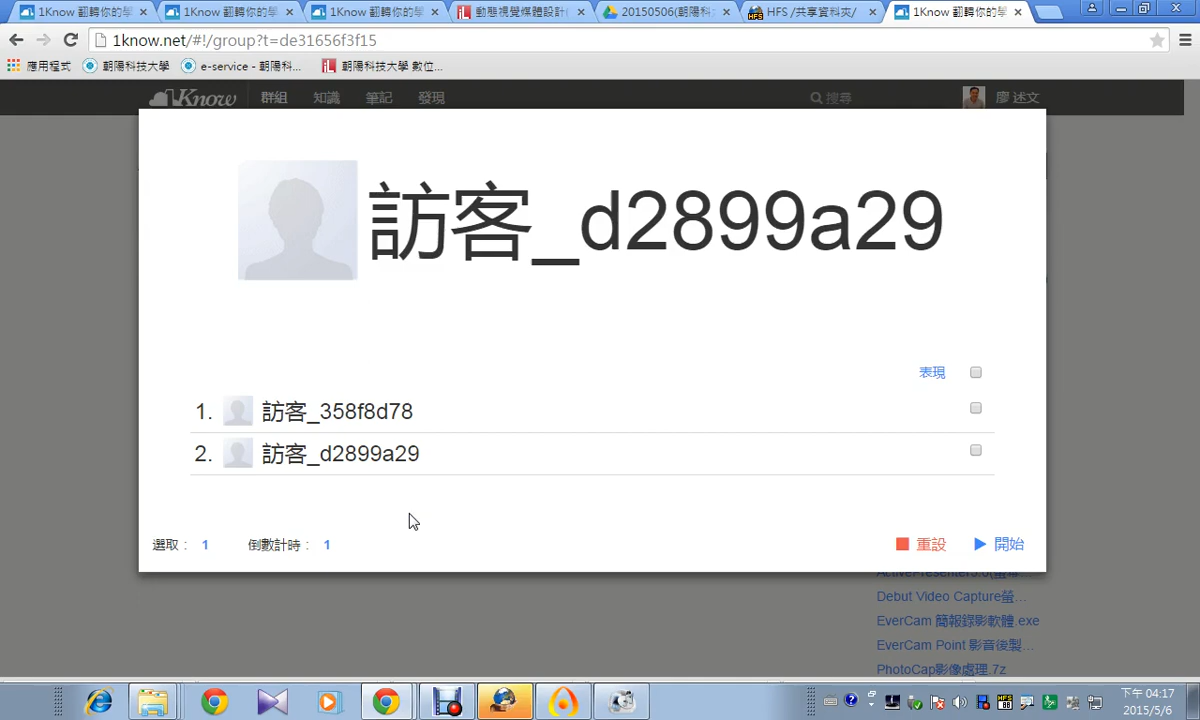 1Know 翻轉你的學
1Know 翻轉你的學
1Know 翻轉你的學
動態視覺媒體設計(
20150506(朝陽科
HFS /共享資料夾/
1Know 翻轉你的學
1know.net/#!/group?t=de31656f3f15
應用程式
朝陽科技大學
e-service - 朝陽科...
朝陽科技大學 數位...
1Know
群組
知識
筆記
發現
搜尋
廖 述文
訪客_d2899a29
表現
1. 訪客_358f8d78
2. 訪客_d2899a29
選取： 1
倒數計時： 1
重設
開始
Debut Video Capture螢...
EverCam 簡報錄影軟體.exe
EverCam Point 影音後製...
PhotoCap影像處理.7z
下午 04:17
2015/5/6